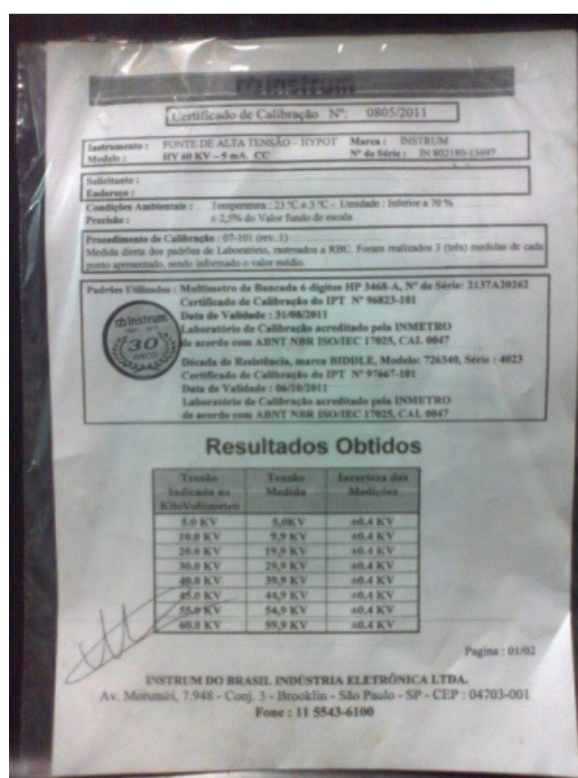 rb instrum
Certificado de Calibração Nº: 0805/2011
Instrumento : FONTE DE ALTA TENSÃO - HYPOT Marca : INSTRUM
Modelo : HY 60 KV – 5 mA. CC Nº de Série : IN 802180-15697
Solicitante :
Endereço :
Condições Ambientais : Temperatura : 23 ºC ± 5 ºC - Umidade : Inferior a 70 %
Precisão : ± 2,5% do Valor fundo de escala
Procedimento de Calibração : 07-101 (rev. 1)
Medida direta dos padrões de Laboratório, rastreados a RBC. Foram realizados 3 (três) medidas de cada
ponto apresentado, sendo informado o valor médio.
Padrões Utilizados : Multímetro de Bancada 6 dígitos HP 3468-A, Nº de Série: 2137A20262
Certificado de Calibração do IPT Nº 96823-101
Data de Validade : 31/08/2011
Laboratório de Calibração acreditado pela INMETRO
de acordo com ABNT NBR ISO/IEC 17025, CAL 0047
rb instrum
30
ANOS
Década de Resistência, marca BIDDLE, Modelo: 726340, Série : 4023
Certificado de Calibração do IPT Nº 97667-101
Data de Validade : 06/10/2011
Laboratório de Calibração acreditado pela INMETRO
de acordo com ABNT NBR ISO/IEC 17025, CAL 0047
Resultados Obtidos
Tensão Indicada no KiloVoltímetro Tensão Medida Incerteza das Medições
5.0 KV 5,0KV ±0.4 KV
10.0 KV 9,9 KV ±0.4 KV
20.0 KV 19,9 KV ±0.4 KV
30.0 KV 29,9 KV ±0.4 KV
40.0 KV 39,9 KV ±0.4 KV
45.0 KV 44,9 KV ±0.4 KV
55.0 KV 54,9 KV ±0.4 KV
60.0 KV 59,9 KV ±0.4 KV
Pagina : 01/02
INSTRUM DO BRASIL INDÚSTRIA ELETRÔNICA LTDA.
Av. Morumbi, 7.948 - Conj. 3 - Brooklin - São Paulo - SP - CEP : 04703-001
Fone : 11 5543-6100